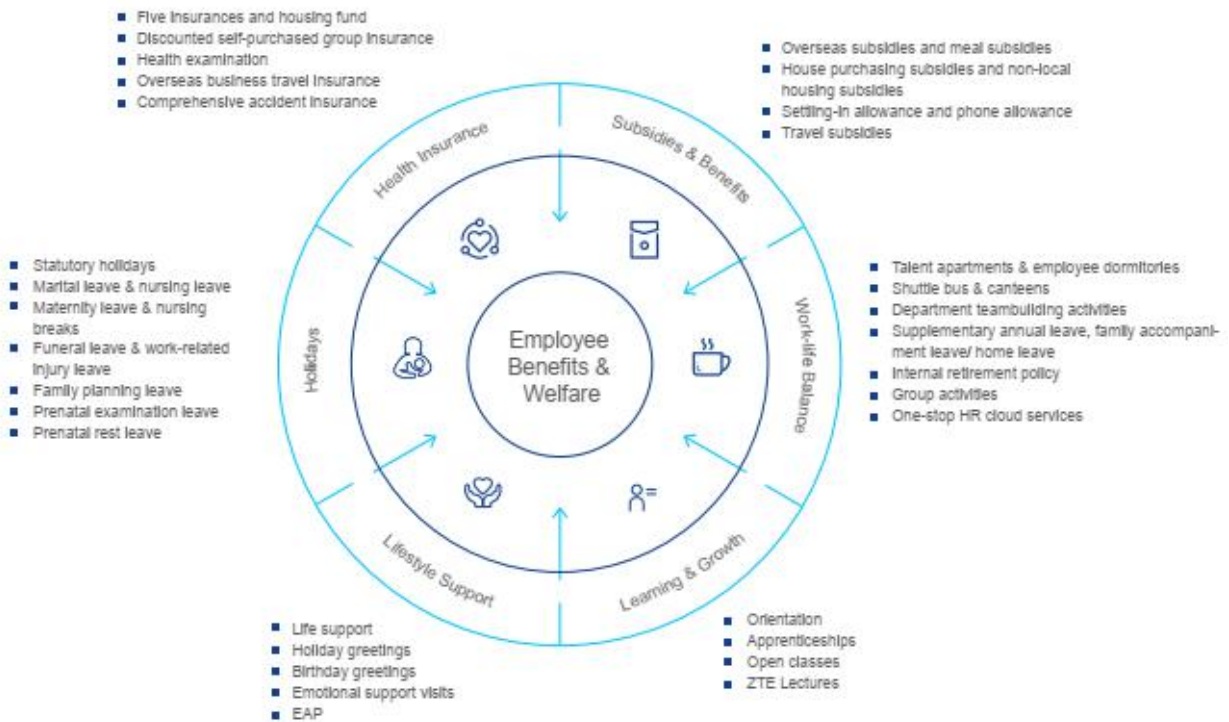 Five insurances and housing fund
Discounted self-purchased group insurance
Health examination
Overseas business travel insurance
Comprehensive accident insurance
Overseas subsidies and meal subsidies
House purchasing subsidies and non-local
housing subsidies
Settling-in allowance and phone allowance
Travel subsidies
Health Insurance
Subsidies & Benefits
Statutory holidays
Marital leave & nursing leave
Maternity leave & nursing
breaks
Funeral leave & work-related
injury leave
Family planning leave
Prenatal examination leave
Prenatal rest leave
Holidays
Employee
Benefits &
Welfare
Work-life Balance
Talent apartments & employee dormitories
Shuttle bus & canteens
Department teambuilding activities
Supplementary annual leave, family accompani-
ment leave/ home leave
Internal retirement policy
Group activities
One-stop HR cloud services
Lifestyle Support
Learning & Growth
Life support
Holiday greetings
Birthday greetings
Emotional support visits
EAP
Orientation
Apprenticeships
Open classes
ZTE Lectures